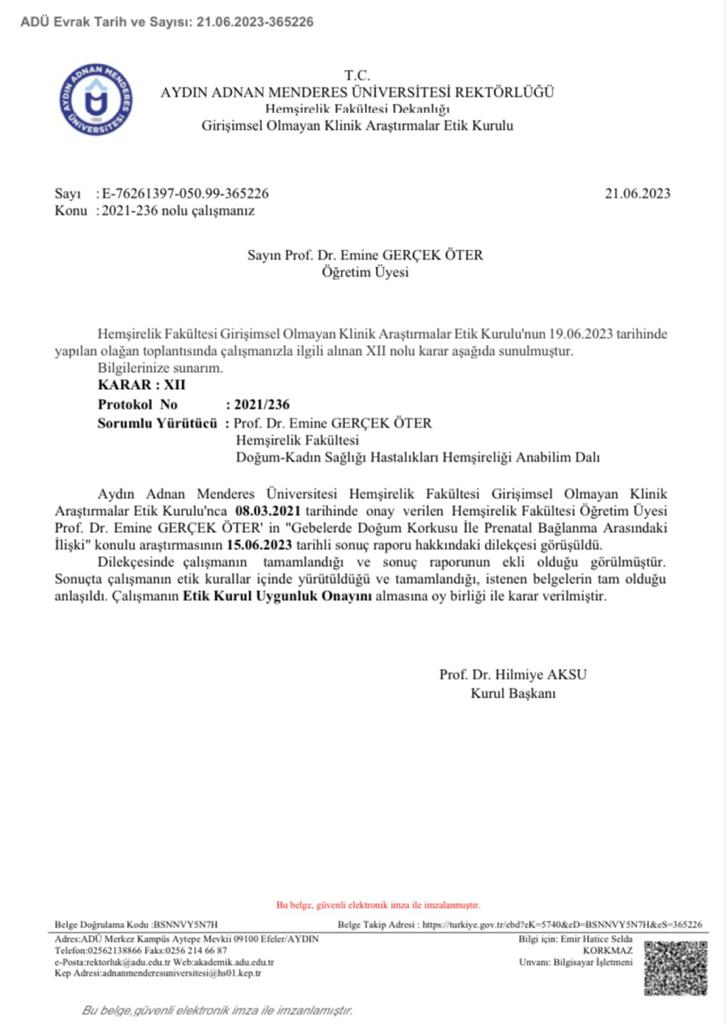 ADÜ Evrak Tarih ve Sayısı: 21.06.2023-365226
AYDIN ADNAN MENDERES
ÜNİVERSİTESİ
1992
T.C.
AYDIN ADNAN MENDERES ÜNİVERSİTESİ REKTÖRLÜĞÜ
Hemşirelik Fakültesi Dekanlığı
Girişimsel Olmayan Klinik Araştırmalar Etik Kurulu
Sayı : E-76261397-050.99-365226 21.06.2023
Konu : 2021-236 nolu çalışmanız
Sayın Prof. Dr. Emine GERÇEK ÖTER
Öğretim Üyesi
Hemşirelik Fakültesi Girişimsel Olmayan Klinik Araştırmalar Etik Kurulu'nun 19.06.2023 tarihinde
yapılan olağan toplantısında çalışmanızla ilgili alınan XII nolu karar aşağıda sunulmuştur.
Bilgilerinize sunarım.
KARAR : XII
Protokol No : 2021/236
Sorumlu Yürütücü : Prof. Dr. Emine GERÇEK ÖTER
Hemşirelik Fakültesi
Doğum-Kadın Sağlığı Hastalıkları Hemşireliği Anabilim Dalı
Aydın Adnan Menderes Üniversitesi Hemşirelik Fakültesi Girişimsel Olmayan Klinik
Araştırmalar Etik Kurulu'nca 08.03.2021 tarihinde onay verilen Hemşirelik Fakültesi Öğretim Üyesi
Prof. Dr. Emine GERÇEK ÖTER' in "Gebelerde Doğum Korkusu İle Prenatal Bağlanma Arasındaki
İlişki" konulu araştırmasının 15.06.2023 tarihli sonuç raporu hakkındaki dilekçesi görüşüldü.
Dilekçesinde çalışmanın tamamlandığı ve sonuç raporunun ekli olduğu görülmüştür.
Sonuçta çalışmanın etik kurallar içinde yürütüldüğü ve tamamlandığı, istenen belgelerin tam olduğu
anlaşıldı. Çalışmanın Etik Kurul Uygunluk Onayını almasına oy birliği ile karar verilmiştir.
Prof. Dr. Hilmiye AKSU
Kurul Başkanı
Bu belge, güvenli elektronik imza ile imzalanmıştır.
Belge Doğrulama Kodu :BSNNVY5N7H Belge Takip Adresi : https://turkiye.gov.tr/ebd?eK=5740&eD=BSNNVY5N7H&eS=365226
Adres:ADÜ Merkez Kampüs Aytepe Mevkii 09100 Efeler/AYDIN Bilgi için: Emir Hatice Selda
Telefon:02562138866 Faks:0256 214 66 87 KORKMAZ
e-Posta:rektorluk@adu.edu.tr Web:akademik.adu.edu.tr Unvanı: Bilgisayar İşletmeni
Kep Adresi:adnanmenderesuniversitesi@hs01.kep.tr
Bu belge,güvenli elektronik imza ile imzalanmıştır.